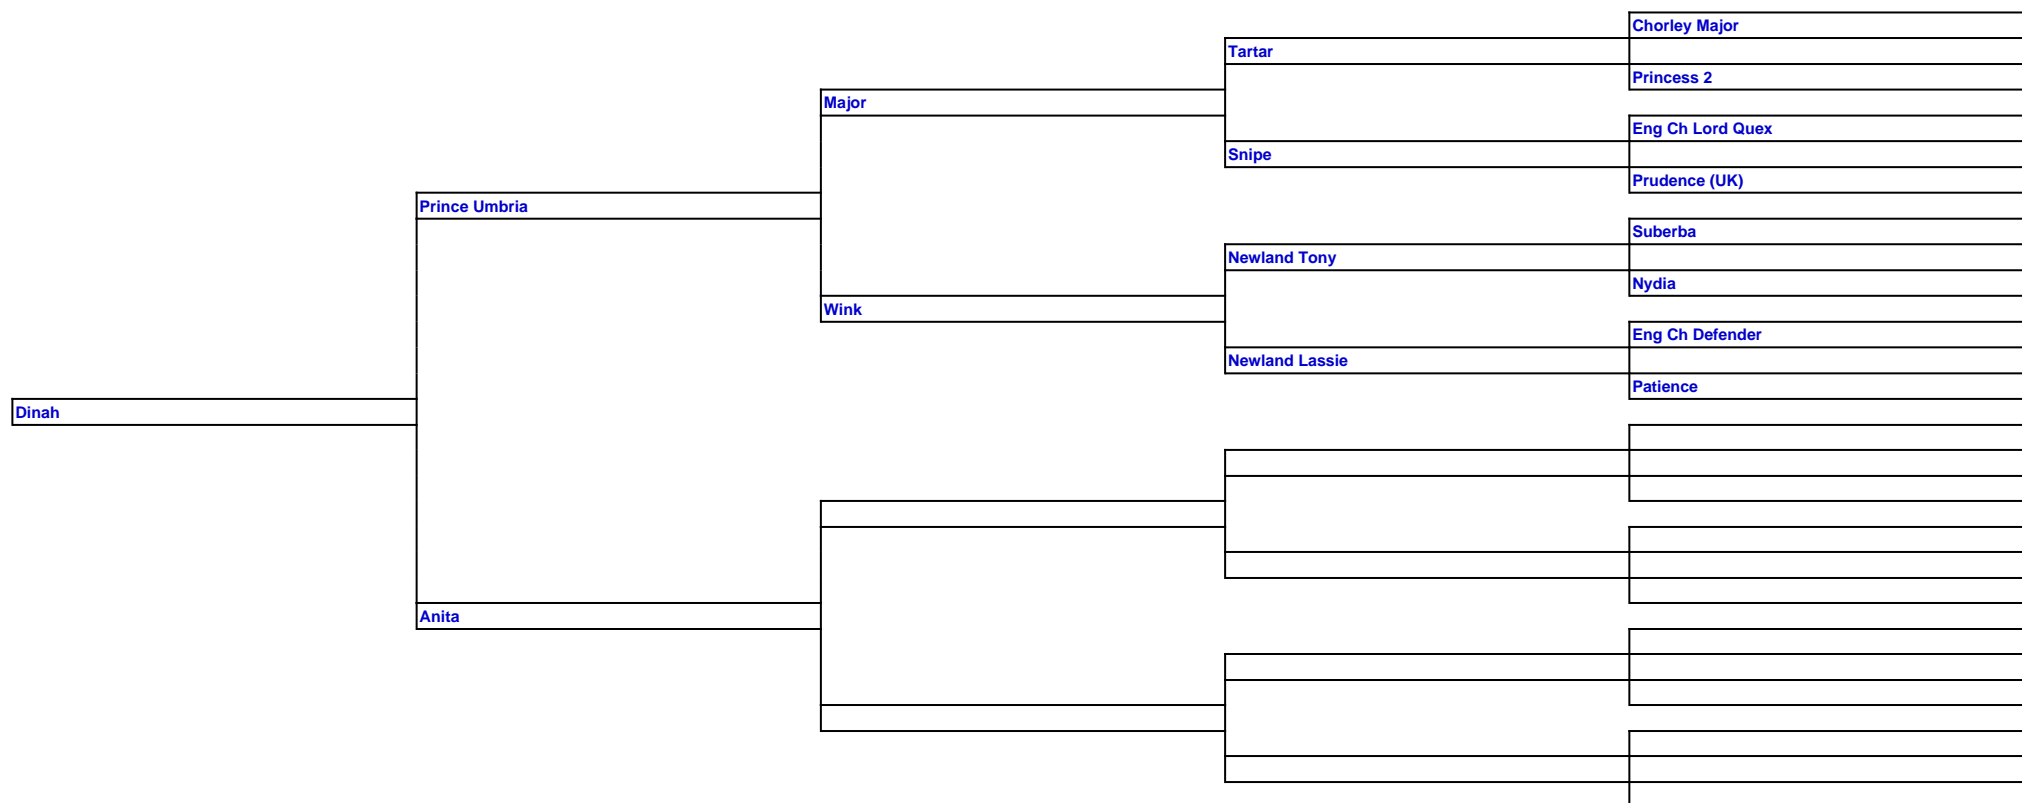 Chorley Major
Tartar
Princess 2
Major
Eng Ch Lord Quex
Snipe
Prudence (UK)
Prince Umbria
Suberba
Newland Tony
Nydia
Wink
Eng Ch Defender
Newland Lassie
Patience
Dinah
Anita